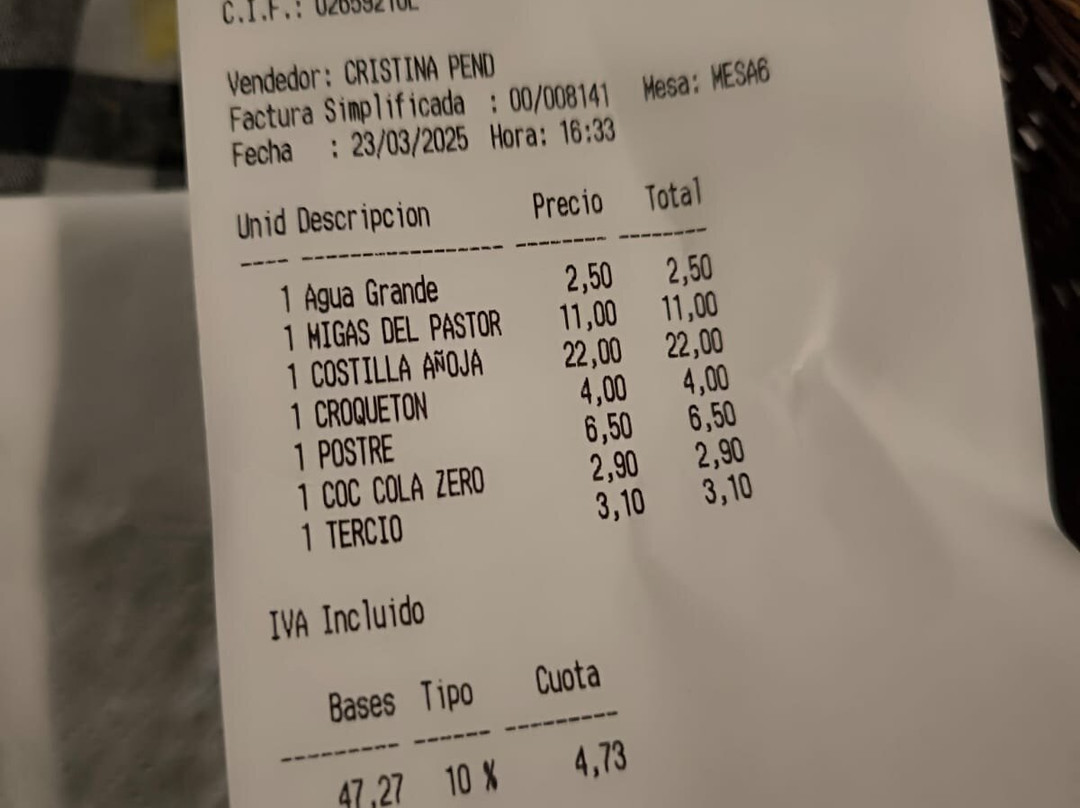 C.I.F.:
Vendedor: CRISTINA PEND
Factura Simplificada : 00/008141 Mesa: MESA6
Fecha : 23/03/2025 Hora: 16:33
Unid Descripcion Precio Total
---- ----------------- -------- --------
1 Agua Grande 2,50 2,50
1 MIGAS DEL PASTOR 11,00 11,00
1 COSTILLA AÑOJA 22,00 22,00
1 CROQUETON 4,00 4,00
1 POSTRE 6,50 6,50
1 COC COLA ZERO 2,90 2,90
1 TERCIO 3,10 3,10
IVA Incluido
Bases Tipo Cuota
--------- ------ ---------
47,27 10 % 4,73